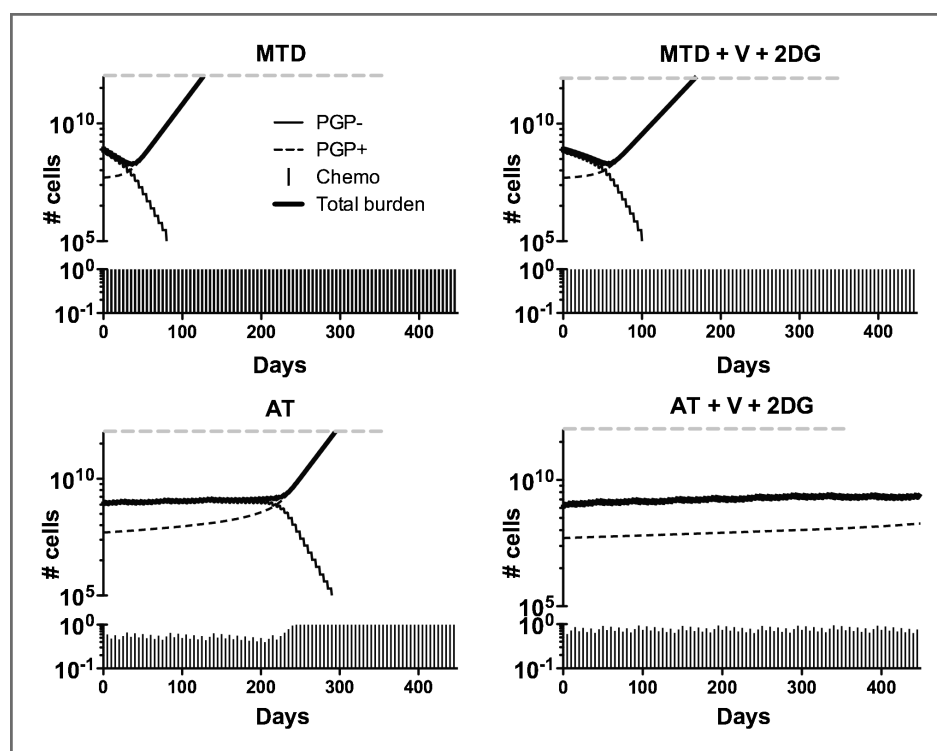 MTD
# cells
10^10
10^5
PGP-
PGP+
Chemo
Total burden
10^0
10^-1
0 100 200 300 400
Days
MTD + V + 2DG
# cells
10^10
10^5
10^0
10^-1
0 100 200 300 400
Days
AT
# cells
10^10
10^5
10^0
10^-1
0 100 200 300 400
Days
AT + V + 2DG
# cells
10^10
10^5
10^0
10^-1
0 100 200 300 400
Days